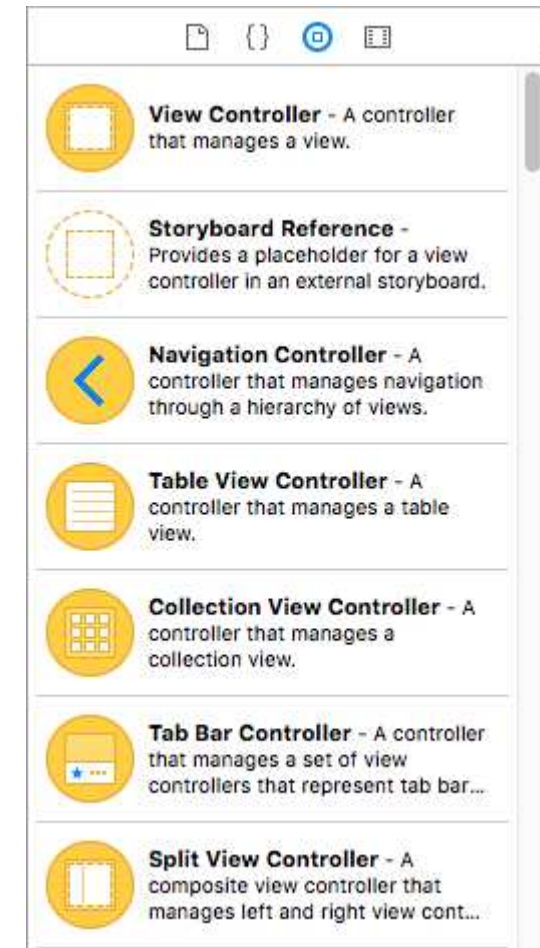 {}
View Controller - A controller
that manages a view.
Storyboard Reference -
Provides a placeholder for a view
controller in an external storyboard.
Navigation Controller - A
controller that manages navigation
through a hierarchy of views.
Table View Controller - A
controller that manages a table
view.
Collection View Controller - A
controller that manages a
collection view.
Tab Bar Controller - A controller
that manages a set of view
controllers that represent tab bar...
Split View Controller - A
composite view controller that
manages left and right view cont...